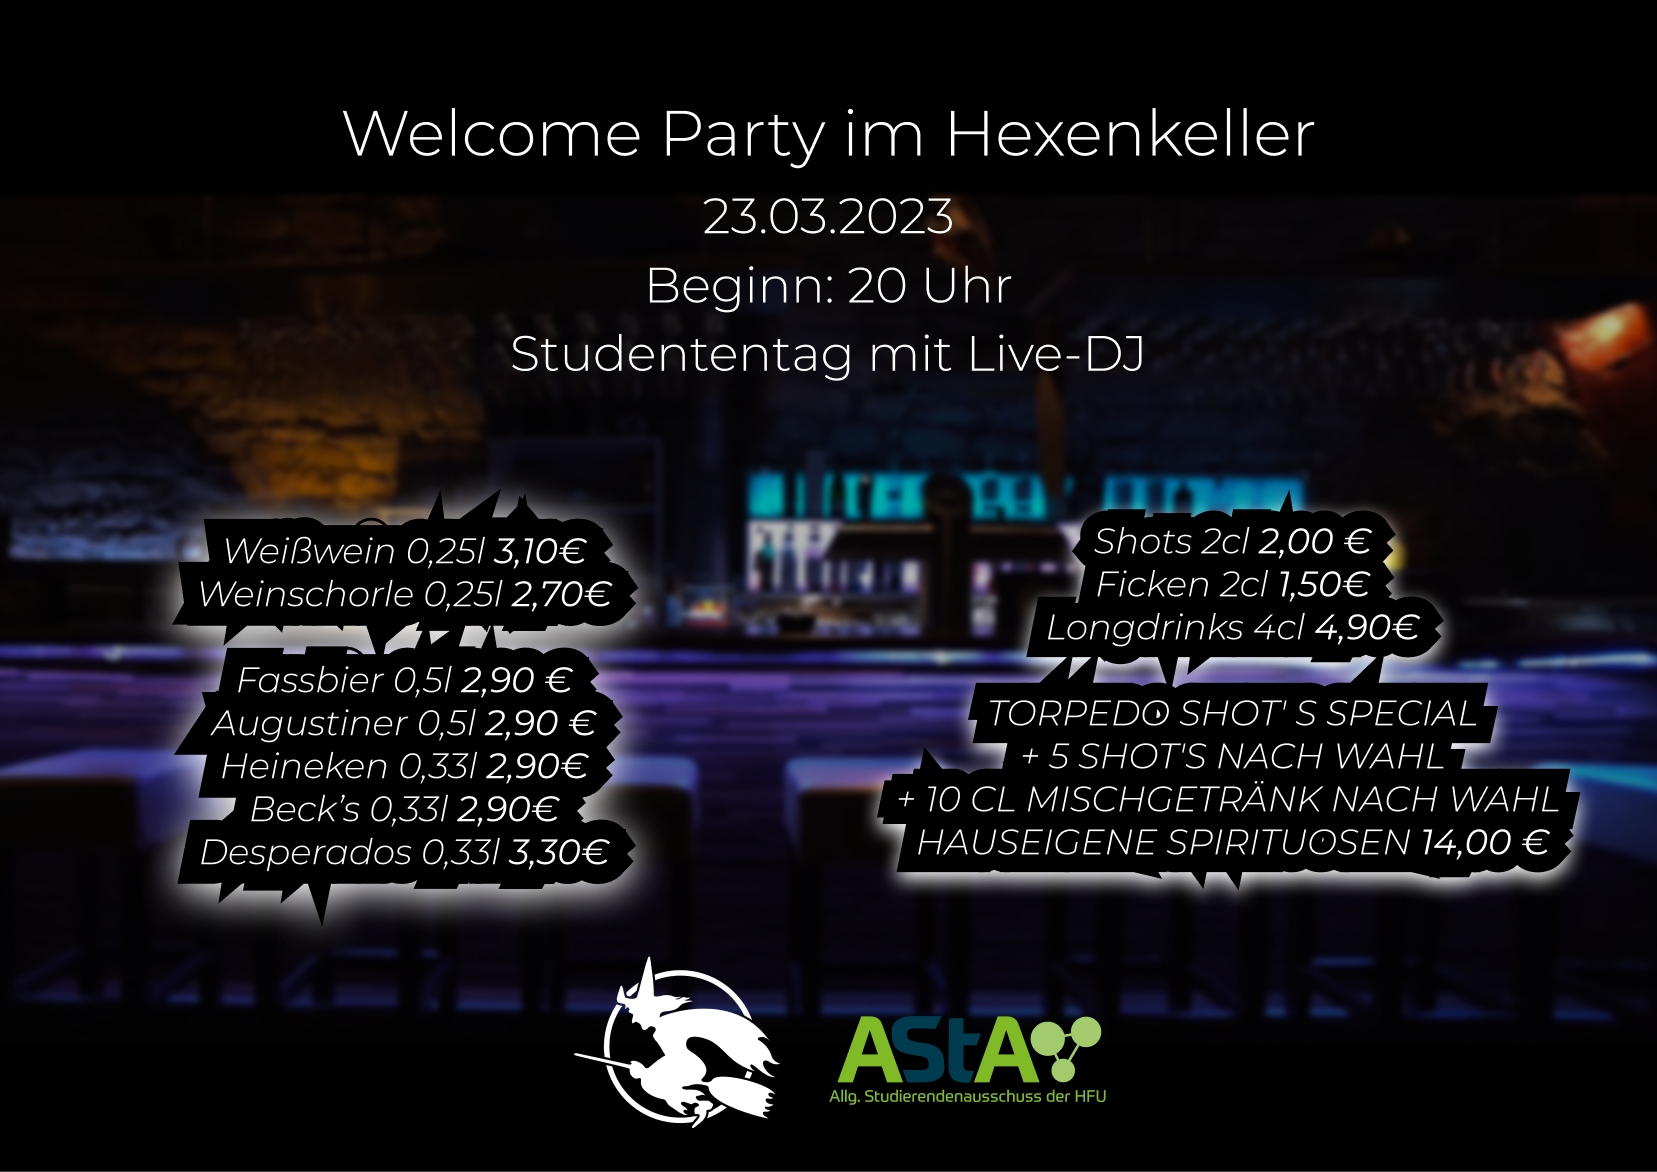 Welcome Party im Hexenkeller
23.03.2023
Beginn: 20 Uhr
Studententag mit Live-DJ
Weißwein 0,25l 3,10€
Weinschorle 0,25l 2,70€
Fassbier 0,5l 2,90 €
Augustiner 0,5l 2,90 €
Heineken 0,33l 2,90€
Beck’s 0,33l 2,90€
Desperados 0,33l 3,30€
Shots 2cl 2,00 €
Ficken 2cl 1,50€
Longdrinks 4cl 4,90€
TORPEDO SHOT' S SPECIAL
+ 5 SHOT'S NACH WAHL
+ 10 CL MISCHGETRÄNK NACH WAHL
HAUSEIGENE SPIRITUOSEN 14,00 €
AStA
Allg. Studierendenausschuss der HFU